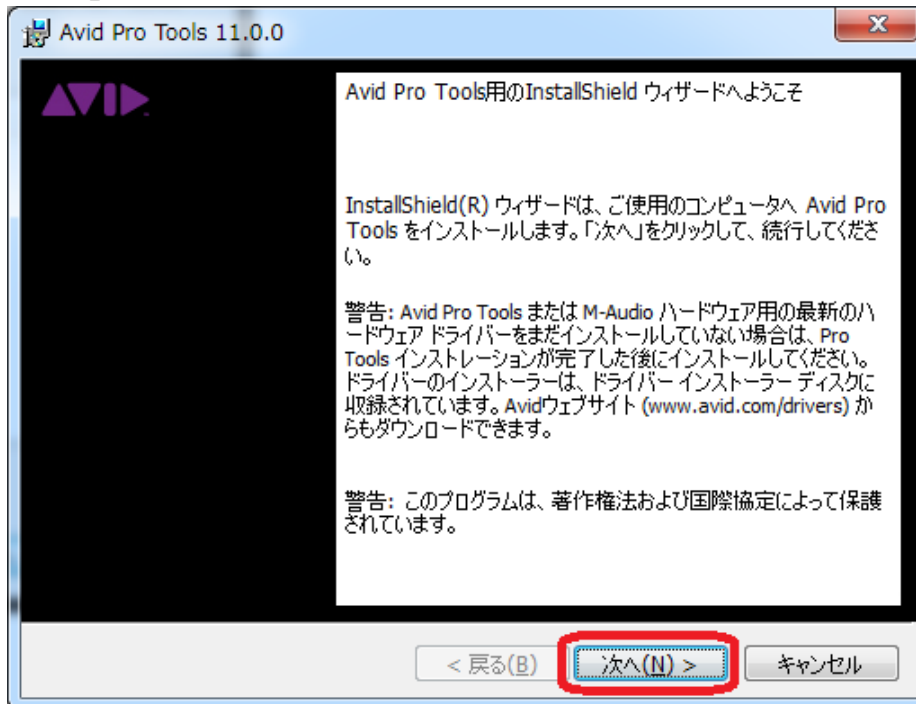 Avid Pro Tools 11.0.0
AVID
Avid Pro Tools用のInstallShield ウィザードへようこそ
InstallShield(R) ウィザードは、ご使用のコンピュータへ Avid Pro
Tools をインストールします。「次へ」をクリックして、続行してくださ
い。
警告: Avid Pro Tools または M-Audio ハードウェア用の最新のハ
ードウェア ドライバーをまだインストールしていない場合は、Pro
Tools インストレーションが完了した後にインストールしてください。
ドライバーのインストーラーは、ドライバー インストーラー ディスクに
収録されています。Avidウェブサイト (www.avid.com/drivers) か
らもダウンロードできます。
警告: このプログラムは、著作権法および国際協定によって保護
されています。
< 戻る(B)
次へ(N) >
キャンセル